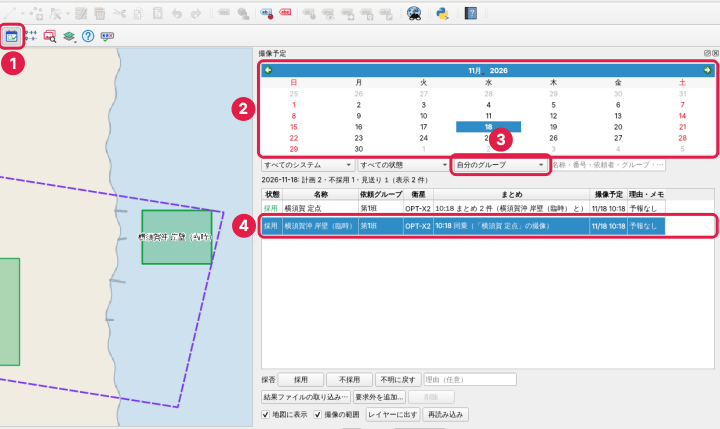 1
撮像予定
11月, 2026
日 月 火 水 木 金 土
25 26 27 28 29 30 31
1 2 3 4 5 6 7
8 9 10 11 12 13 14
15 16 17 18 19 20 21
22 23 24 25 26 27 28
29 30 1 2 3 4 5
2
3
すべてのシステム すべての状態 自分のグループ 名称・番号・依頼者・グループ・…
2026-11-18: 計画 2・不採用 1・見送り 1 (表示 2 件)
状態 名称 依頼グループ 衛星 まとめ 撮像予定 理由・メモ
採用 横須賀 定点 第1班 OPT-X2 10:18 まとめ 2 件(横須賀沖 岸壁(臨時) と) 11/18 10:18 予報なし
4
採用 横須賀沖 岸壁(臨時) 第1班 OPT-X2 10:18 同乗(「横須賀 定点」の撮像) 11/18 10:18 予報なし
横須賀沖 岸壁 (臨時)
採否 採用 不採用 不明に戻す 理由(任意)
結果ファイルの取り込み… 要求外を追加... 削除
地図に表示 撮像の範囲 レイヤーに出す 再読み込み